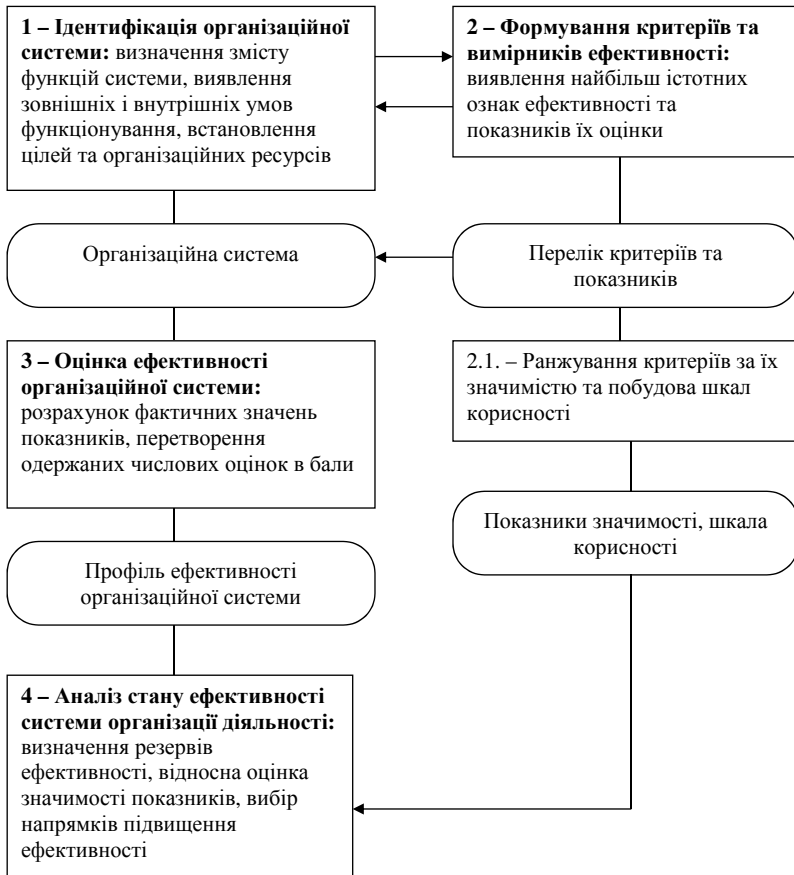 1 – Ідентифікація організаційної
системи: визначення змісту
функцій системи, виявлення
зовнішніх і внутрішніх умов
функціонування, встановлення
цілей та організаційних ресурсів
2 – Формування критеріїв та
вимірників ефективності:
виявлення найбільш істотних
ознак ефективності та
показників їх оцінки
Організаційна система
Перелік критеріїв та
показників
3 – Оцінка ефективності
організаційної системи:
розрахунок фактичних значень
показників, перетворення
одержаних числових оцінок в бали
2.1. – Ранжування критеріїв за їх
значимістю та побудова шкал
корисності
Показники значимості, шкала
корисності
Профіль ефективності
організаційної системи
4 – Аналіз стану ефективності
системи організації діяльності:
визначення резервів
ефективності, відносна оцінка
значимості показників, вибір
напрямків підвищення
ефективності